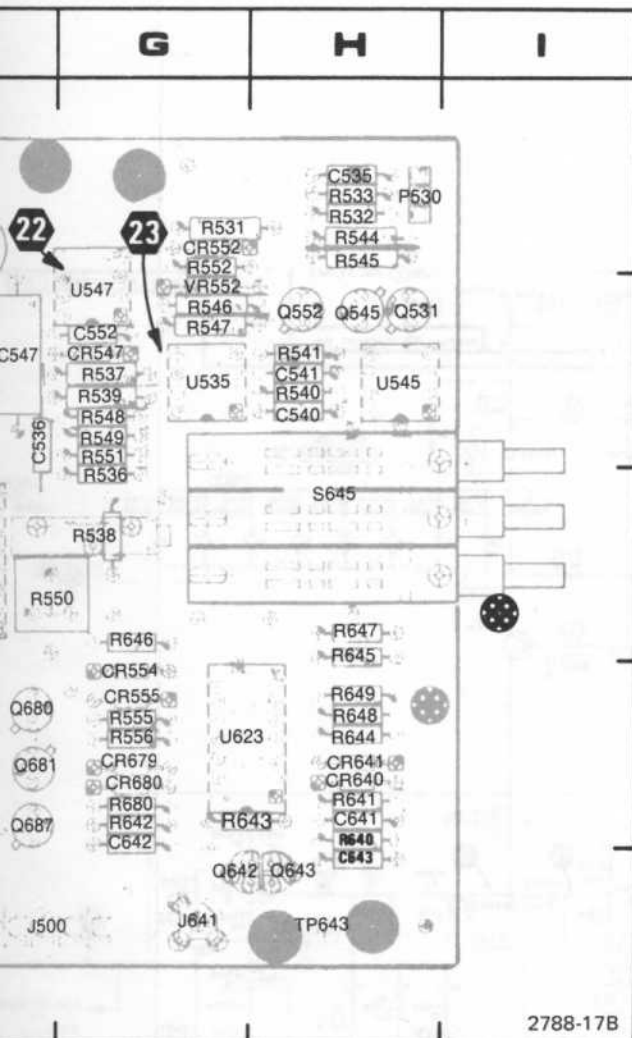 G H I
C535
R533 P530
R532
22 23 R531
R544
CR552
R545
R552
U547 VR552
R546 Q552 Q545 Q531
R547
C552
C547 CR547 R541
R537 U535 C541 U545
R539 R540
R548 C540
C536 R549
R551
R536
S645
R538
R550
R646 R647
R645
CR554
CR555 R649
Q680 R555 R648
R556 U623 R644
Q681 CR679 CR641
CR680 CR640
R680 R641
Q687 R642 R643 C641
C642 R640
C643
Q642 Q643
J500 J641 TP643
2788-17B